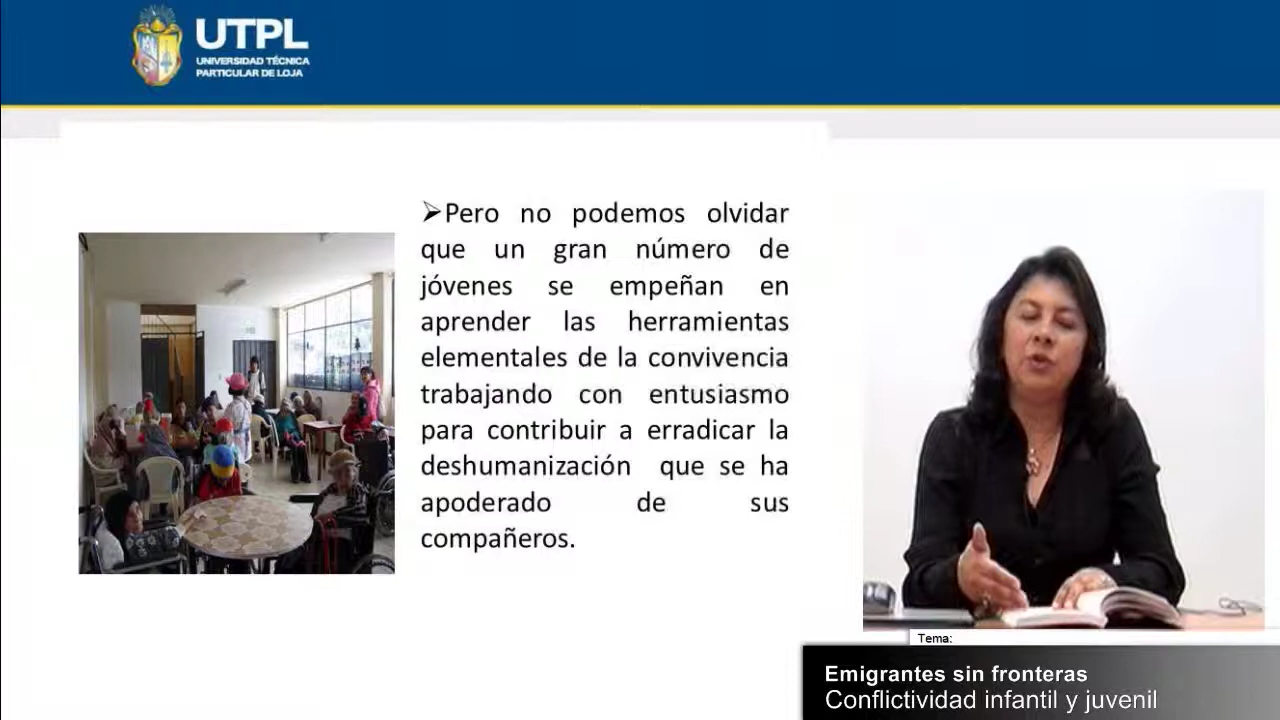 UTPL
UNIVERSIDAD TÉCNICA
PARTICULAR DE LOJA
➢Pero no podemos olvidar
que un gran número de
jóvenes se empeñan en
aprender las herramientas
elementales de la convivencia
trabajando con entusiasmo
para contribuir a erradicar la
deshumanización que se ha
apoderado de sus
compañeros.
Tema:
Emigrantes sin fronteras
Conflictividad infantil y juvenil